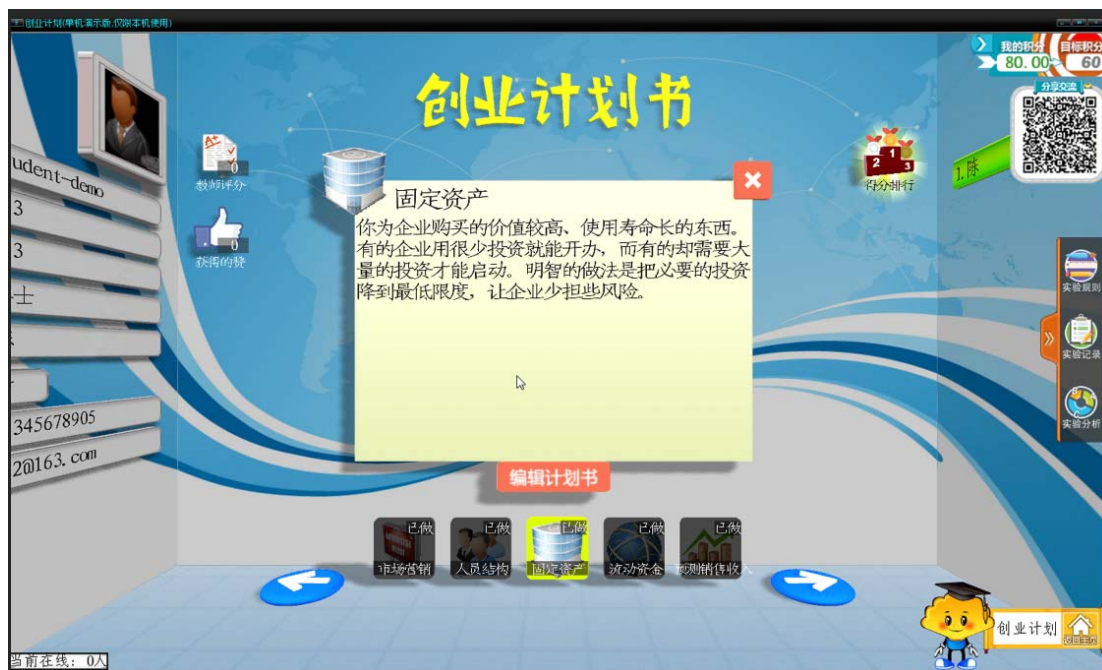 创业计划(单机演示版,仅限本机使用)
我的积分
目标积分
80.00
60
分享交流
创业计划书
udent-demo
3
3
士
345678905
2@163.com
0
教师评分
0
获得的赞
1 2 3
得分排行
1.陈
固定资产
你为企业购买的价值较高、使用寿命长的东西。
有的企业用很少投资就能开办，而有的却需要大
量的投资才能启动。明智的做法是把必要的投资
降到最低限度，让企业少担些风险。
编辑计划书
实验规则
实验记录
实验分析
已做
市场营销
已做
人员结构
已做
固定资产
已做
流动资金
已做
预测销售收入
创业计划
返回主页
当前在线: 0人